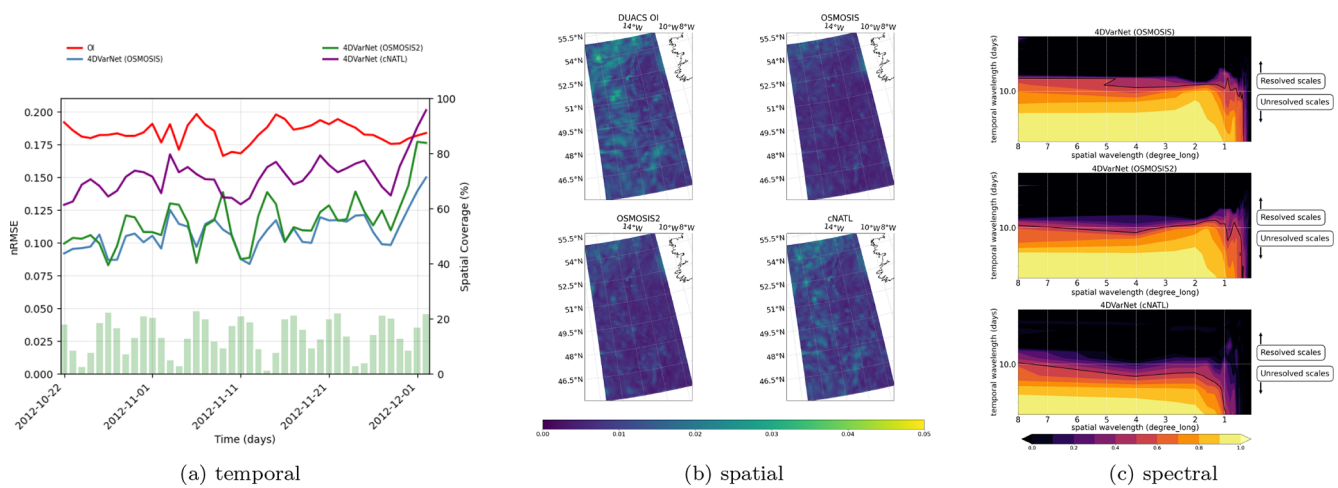 OI
4DVarNet (OSMOSIS)
4DVarNet (OSMOSIS2)
4DVarNet (cNATL)
nRMSE
0.200
0.175
0.150
0.125
0.100
0.075
0.050
0.025
0.000
100
80
60
40
20
0
Spatial Coverage (%)
2012-10-22
2012-11-01
2012-11-11
2012-11-21
2012-12-01
Time (days)
(a) temporal
DUACS OI
14°W 10°W8°W
55.5°N
54°N
52.5°N
51°N
49.5°N
48°N
46.5°N
OSMOSIS
14°W 10°W8°W
55.5°N
54°N
52.5°N
51°N
49.5°N
48°N
46.5°N
OSMOSIS2
14°W 10°W8°W
55.5°N
54°N
52.5°N
51°N
49.5°N
48°N
46.5°N
cNATL
14°W 10°W8°W
55.5°N
54°N
52.5°N
51°N
49.5°N
48°N
46.5°N
0.00 0.01 0.02 0.03 0.04 0.05
(b) spatial
4DVarNet (OSMOSIS)
temporal wavelength (days)
10.0
Resolved scales
Unresolved scales
8 7 6 5 4 3 2 1
spatial wavelength (degree_long)
4DVarNet (OSMOSIS2)
temporal wavelength (days)
10.0
Resolved scales
Unresolved scales
8 7 6 5 4 3 2 1
spatial wavelength (degree_long)
4DVarNet (cNATL)
temporal wavelength (days)
10.0
Resolved scales
Unresolved scales
8 7 6 5 4 3 2 1
spatial wavelength (degree_long)
0.0 0.2 0.4 0.6 0.8 1.0
(c) spectral